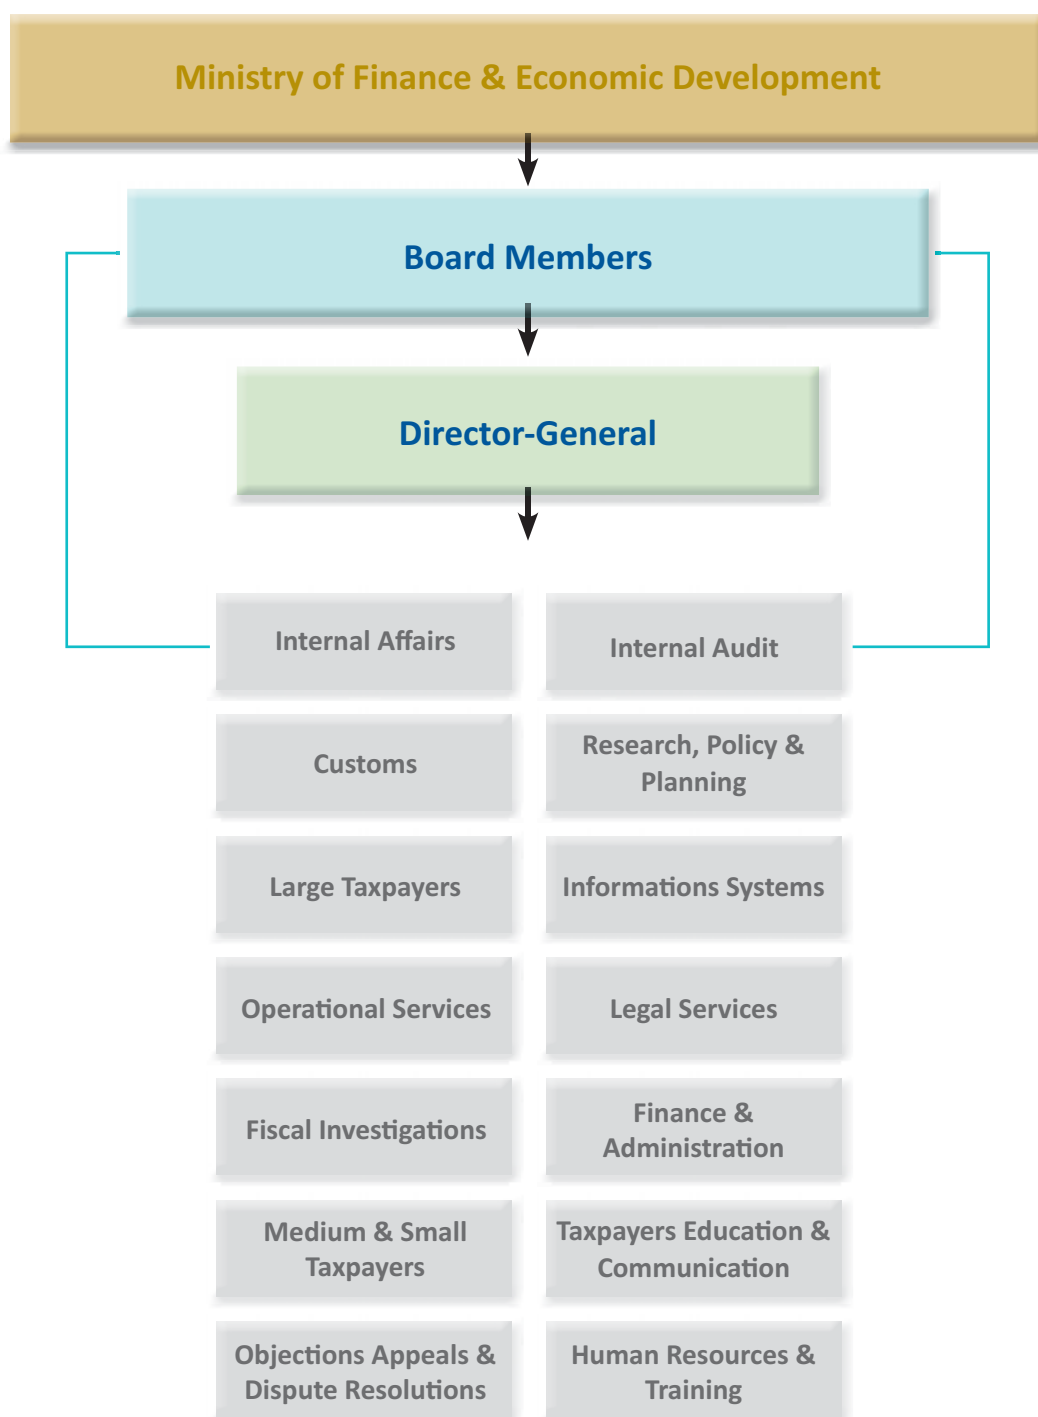 Ministry of Finance & Economic Development
Board Members
Director-General
Internal Affairs
Internal Audit
Customs
Research, Policy &
Planning
Large Taxpayers
Informations Systems
Operational Services
Legal Services
Fiscal Investigations
Finance &
Administration
Medium & Small
Taxpayers
Taxpayers Education &
Communication
Objections Appeals &
Dispute Resolutions
Human Resources &
Training